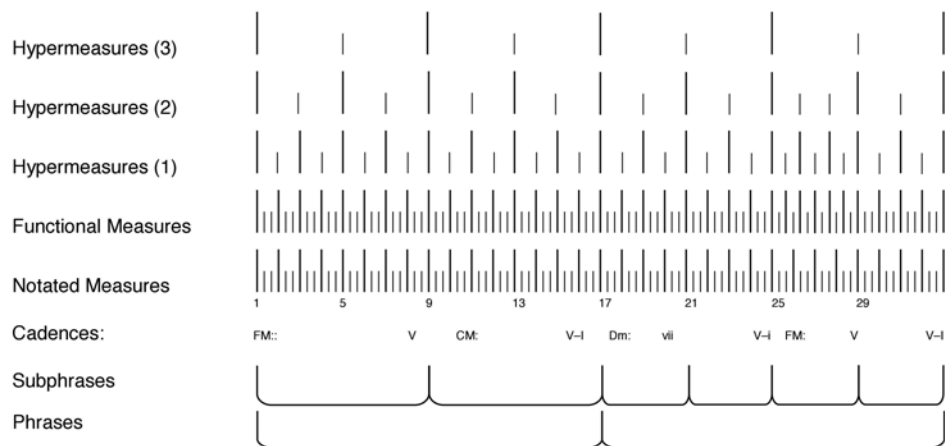 Hypermeasures (3)
Hypermeasures (2)
Hypermeasures (1)
Functional Measures
Notated Measures
1 5 9 13 17 21 25 29
Cadences: FM:: V CM: V–I Dm: vii V–i FM: V V–I
Subphrases
Phrases